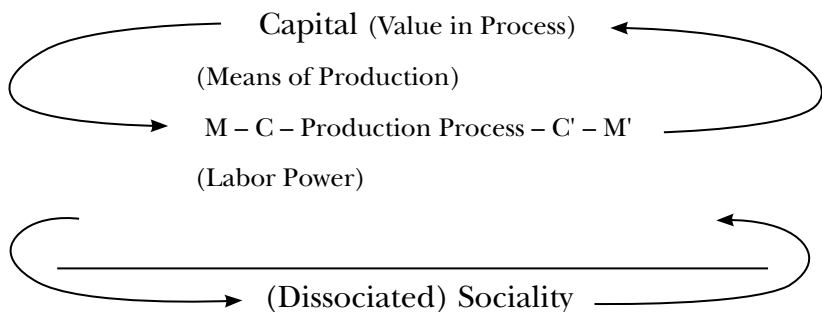 Capital (Value in Process)
(Means of Production)
M – C – Production Process – C' – M'
(Labor Power)
(Dissociated) Sociality